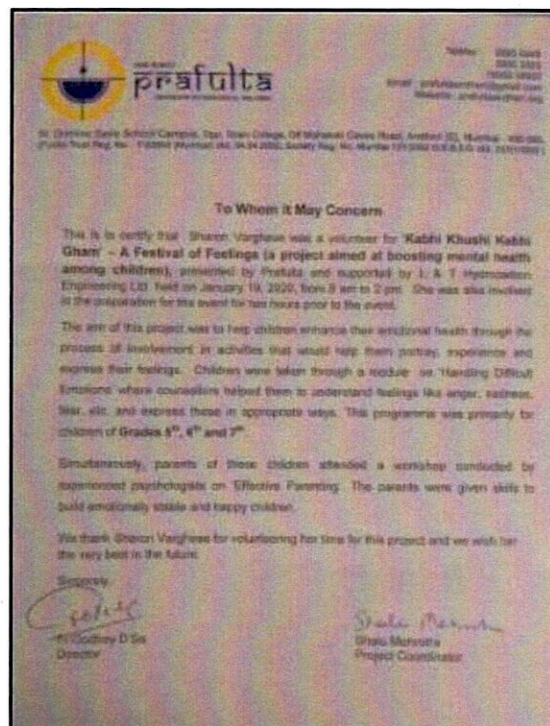 prafulta
To Whom it May Concern
This is to certify that Sharon Varghese was a volunteer for 'Kabhi Khushi Kabhi
Gham' – A Festival of Feelings (a project aimed at boosting mental health
among children), presented by Prafulta and supported by L & T Hydrocarbon
Engineering Ltd. held on January 19, 2020, from 9 am to 2 pm. She was also involved
in the preparation for this event for two hours prior to the event.
The aim of this project was to help children enhance their emotional health through the
process of involvement in activities that would help them portray, experience and
express their feelings. Children were taken through a module on 'Handling Difficult
Emotions' where counsellors helped them to understand feelings like anger, sadness,
fear, etc. and express these in appropriate ways. This programme was primarily for
children of Grades 5th, 6th and 7th
Simultaneously, parents of these children attended a workshop conducted by
experienced psychologists on 'Effective Parenting'. The parents were given skills to
build emotionally stable and happy children.
We thank Sharon Varghese for volunteering her time for this project and we wish her
the very best in the future.
Sincerely,
Fr. Godfrey D'Sa
Director
Shalu Mehrotra
Project Coordinator